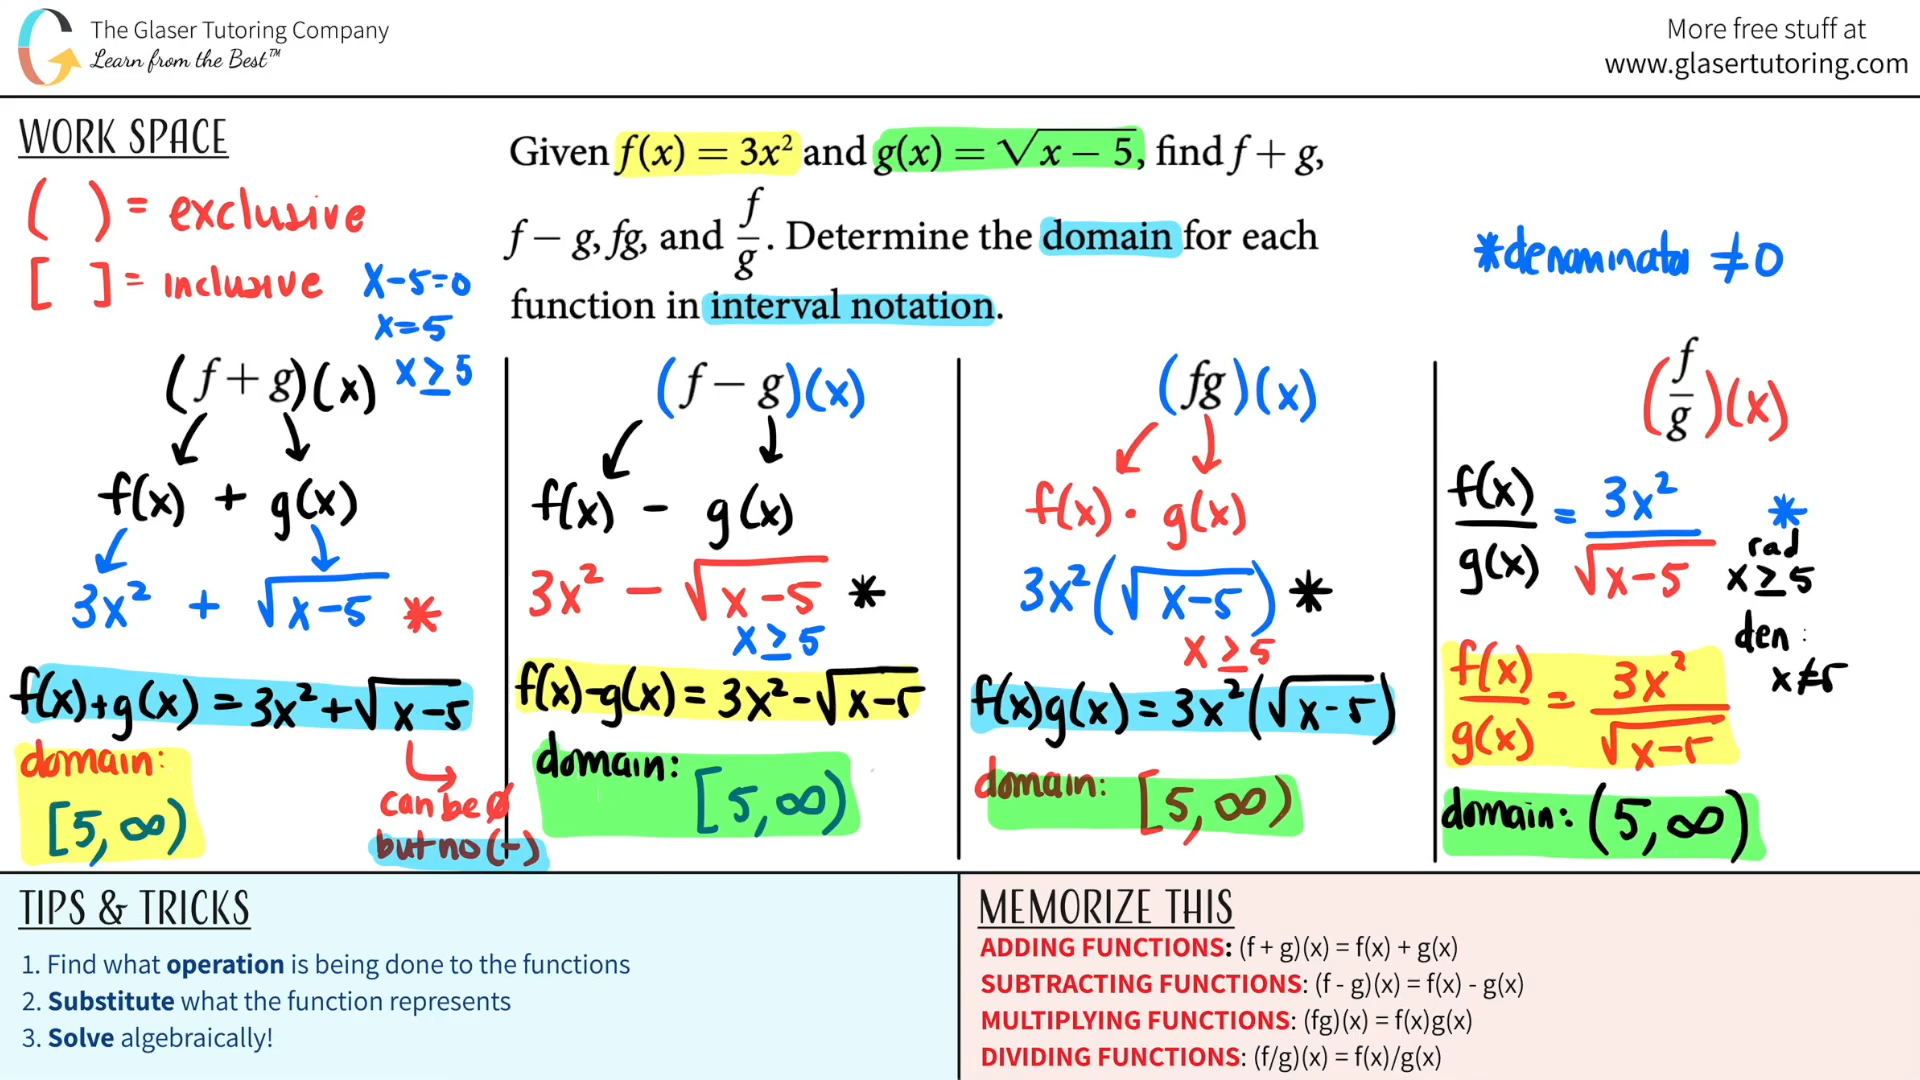 The Glaser Tutoring Company
Learn from the Best™
More free stuff at
www.glasertutoring.com
WORK SPACE
( ) = exclusive
[ ] = inclusive
x-5=0
x=5
x≥5
Given f(x) = 3x² and g(x) = √(x − 5), find f + g,
f − g, fg, and f/g. Determine the domain for each
function in interval notation.
*denominator ≠0
(f+g)(x)
f(x) + g(x)
3x² + √(x-5) *
f(x)+g(x) = 3x²+√(x-5)
domain:
[5,∞)
can be 0
but no (-)
(f − g)(x)
f(x) - g(x)
3x² - √(x-5) *
x≥5
f(x)-g(x) = 3x²-√(x-5)
domain: [5,∞)
(fg)(x)
f(x) · g(x)
3x²(√(x-5)) *
x≥5
f(x)g(x) = 3x²(√(x-5))
domain: [5,∞)
(f/g)(x)
f(x)/g(x) = 3x²/√(x-5)
*
rad
x≥5
den:
x≠5
f(x)/g(x) = 3x²/√(x-5)
domain: (5,∞)
TIPS & TRICKS
1. Find what operation is being done to the functions
2. Substitute what the function represents
3. Solve algebraically!
MEMORIZE THIS
ADDING FUNCTIONS: (f + g)(x) = f(x) + g(x)
SUBTRACTING FUNCTIONS: (f - g)(x) = f(x) - g(x)
MULTIPLYING FUNCTIONS: (fg)(x) = f(x)g(x)
DIVIDING FUNCTIONS: (f/g)(x) = f(x)/g(x)